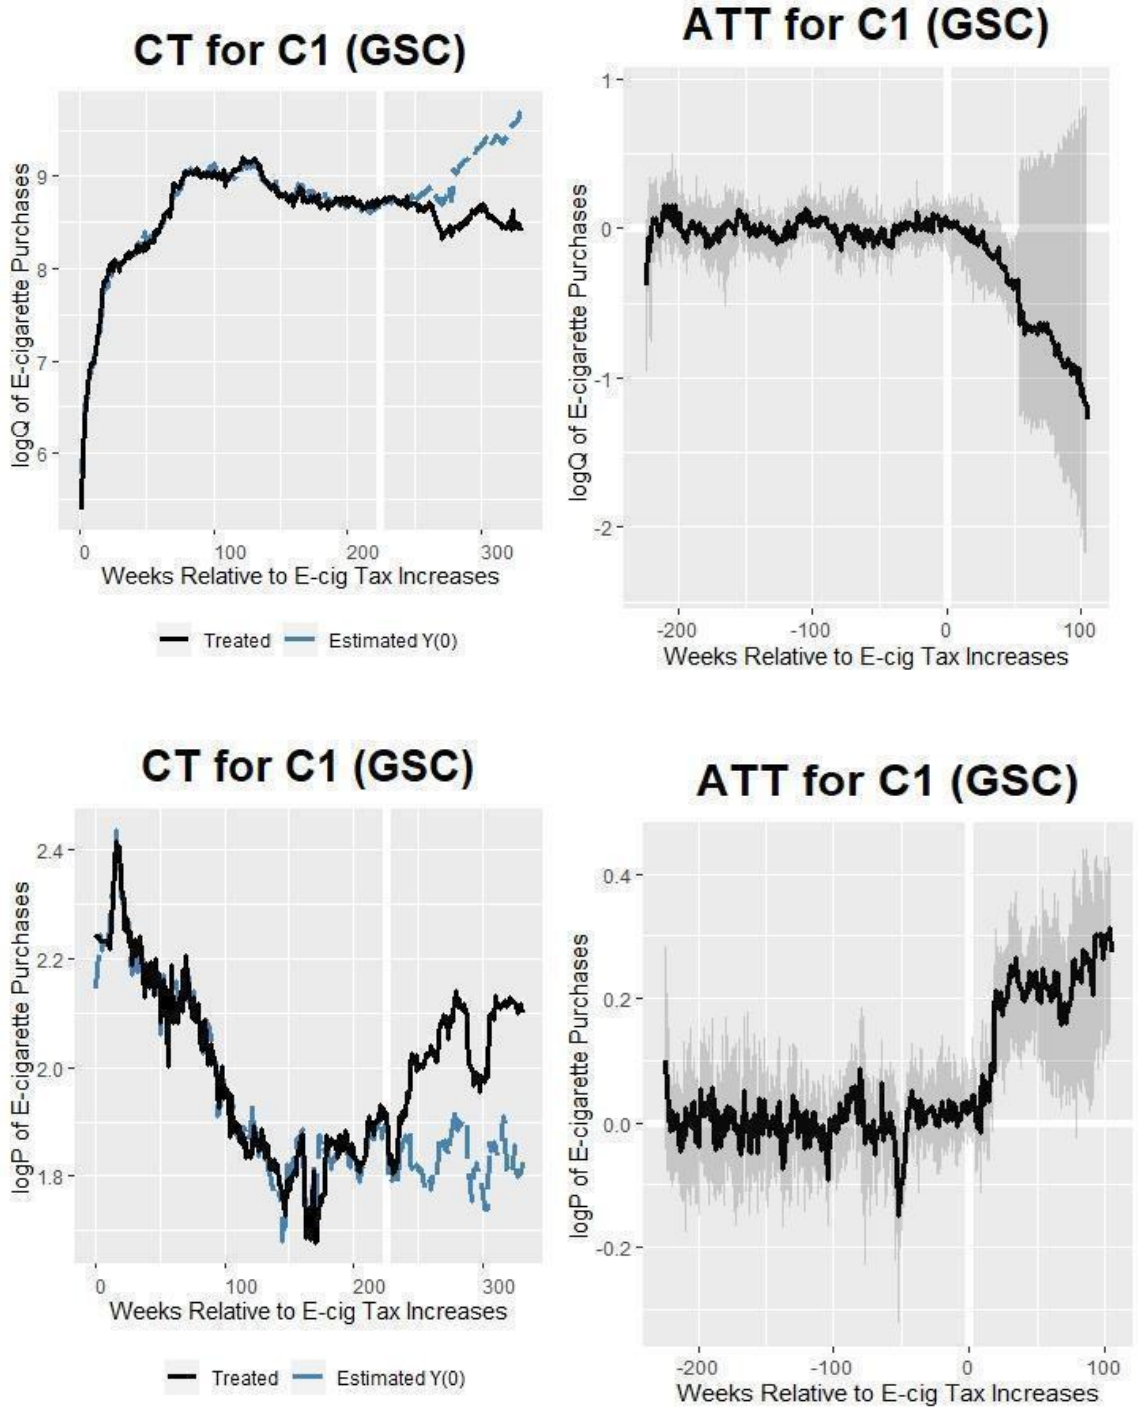 CT for C1 (GSC)
logQ of E-cigarette Purchases
9
8
7
6
0 100 200 300
Weeks Relative to E-cig Tax Increases
Treated Estimated Y(0)
ATT for C1 (GSC)
logQ of E-cigarette Purchases
1
0
-1
-2
-200 -100 0 100
Weeks Relative to E-cig Tax Increases
CT for C1 (GSC)
logP of E-cigarette Purchases
2.4
2.2
2.0
1.8
0 100 200 300
Weeks Relative to E-cig Tax Increases
Treated Estimated Y(0)
ATT for C1 (GSC)
logP of E-cigarette Purchases
0.4
0.2
0.0
-0.2
-200 -100 0 100
Weeks Relative to E-cig Tax Increases